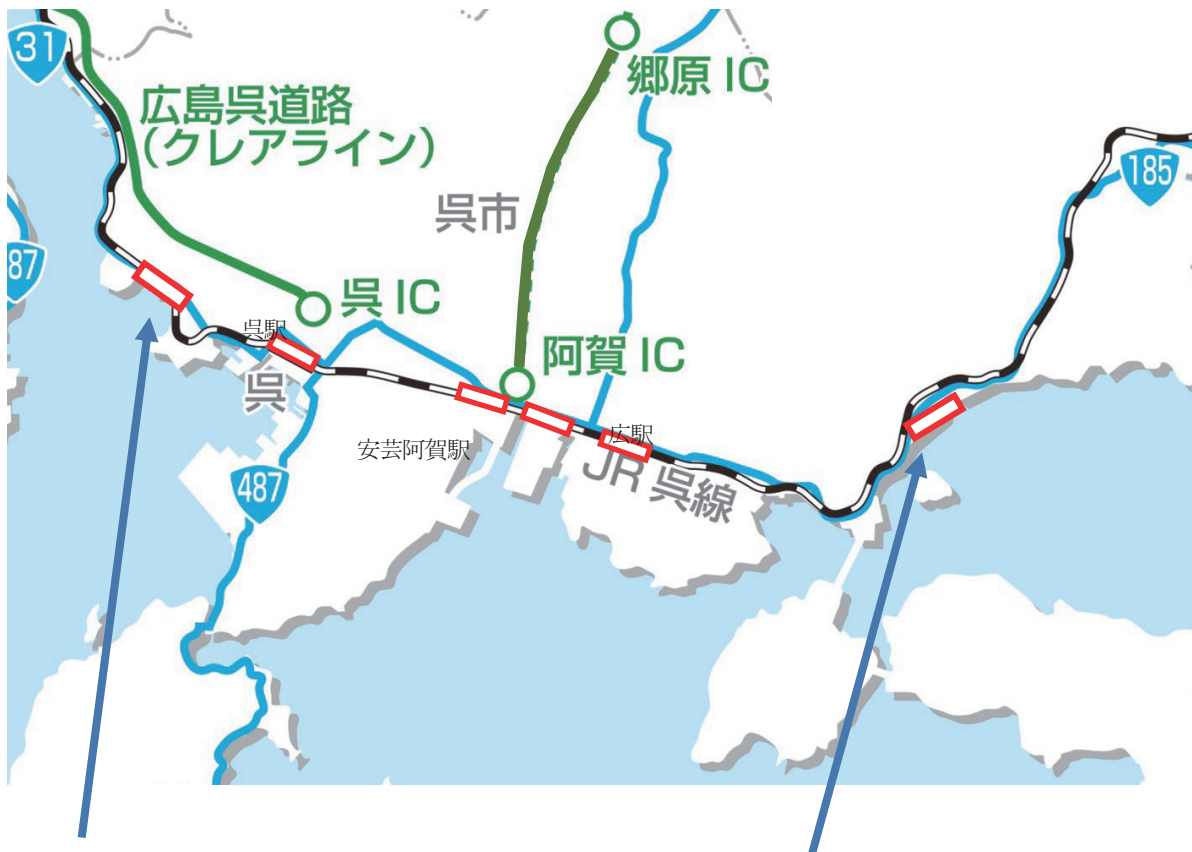 31
郷原 IC
広島呉道路
(クレアライン)
185
呉市
87
呉 IC
呉駅
阿賀 IC
呉
広駅
安芸阿賀駅
JR 呉線
487